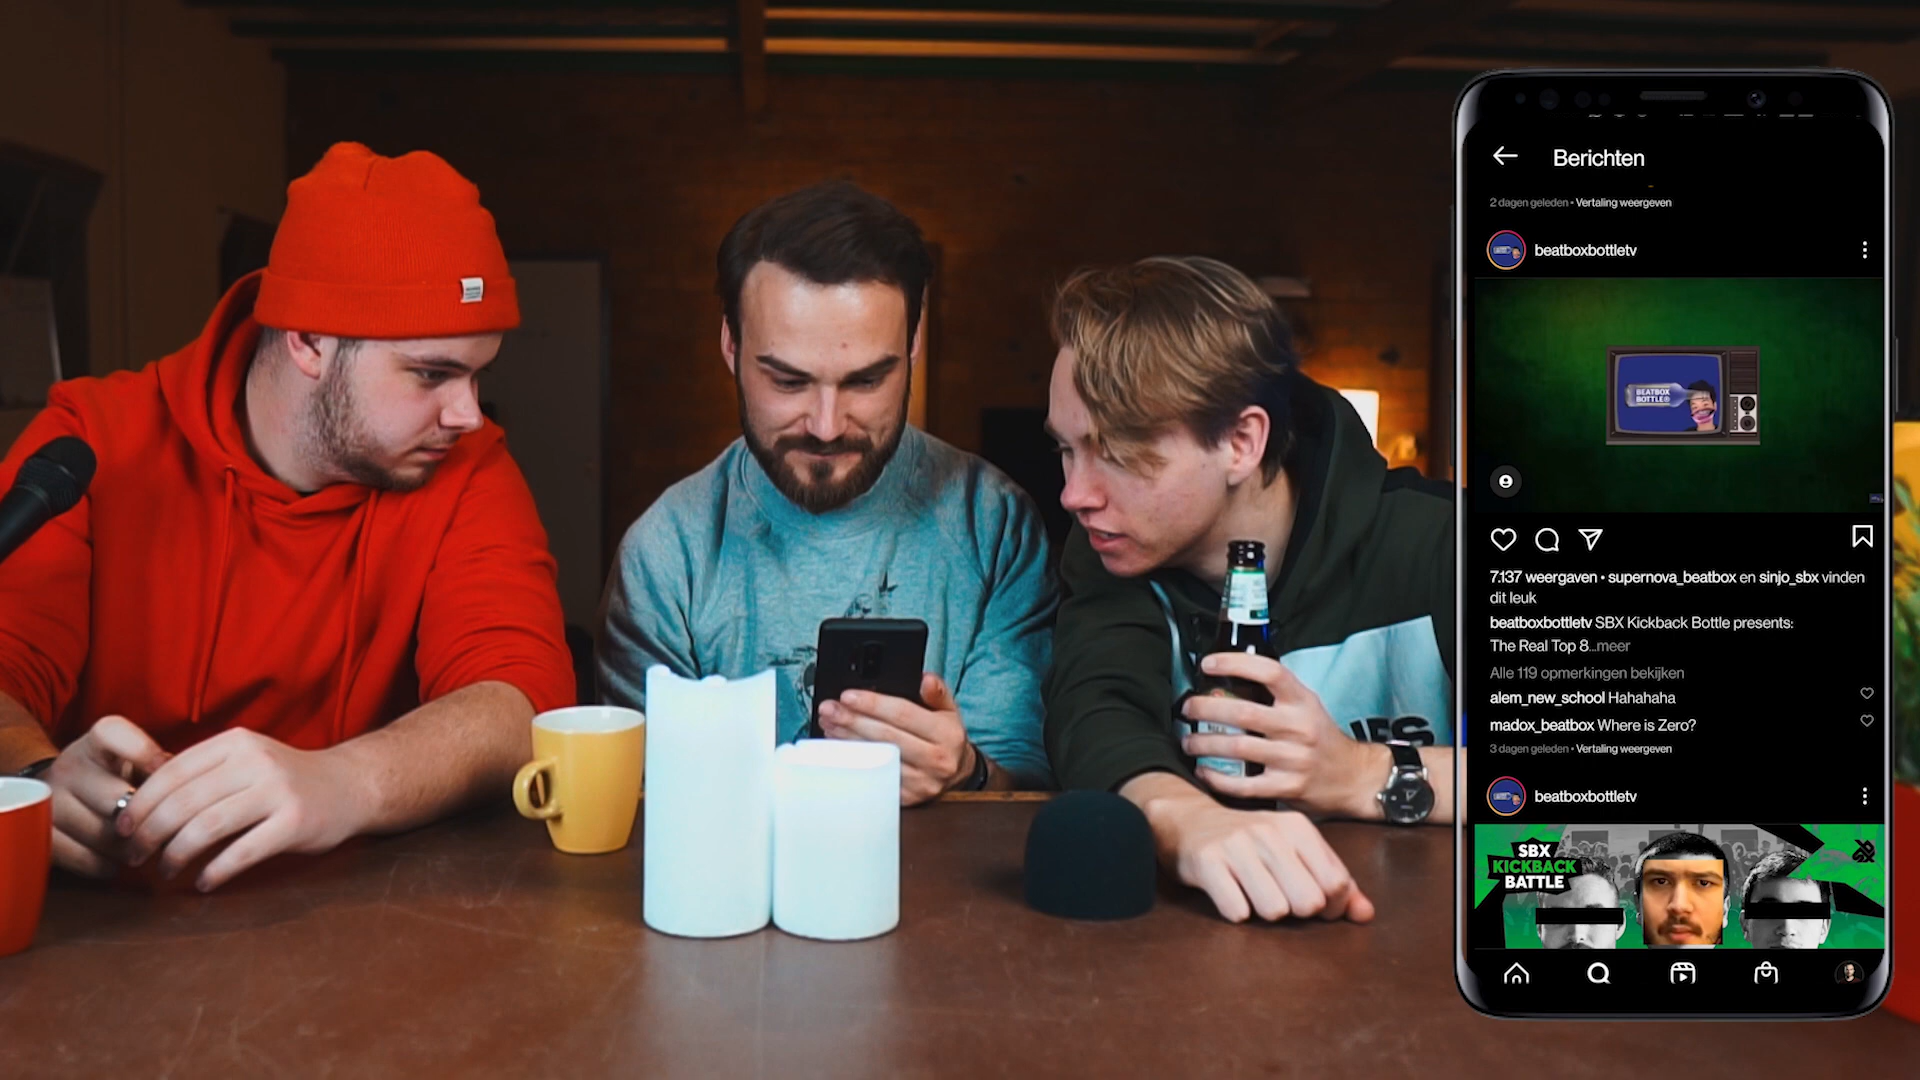 Berichten
2 dagen geleden • Vertaling weergeven
beatboxbottletv
BEATBOX
BOTTLE
7.137 weergaven • supernova_beatbox en sinjo_sbx vinden
dit leuk
beatboxbottletv SBX Kickback Bottle presents:
The Real Top 8...meer
Alle 119 opmerkingen bekijken
alem_new_school Hahahaha
madox_beatbox Where is Zero?
3 dagen geleden • Vertaling weergeven
beatboxbottletv
SBX
KICKBACK
BATTLE